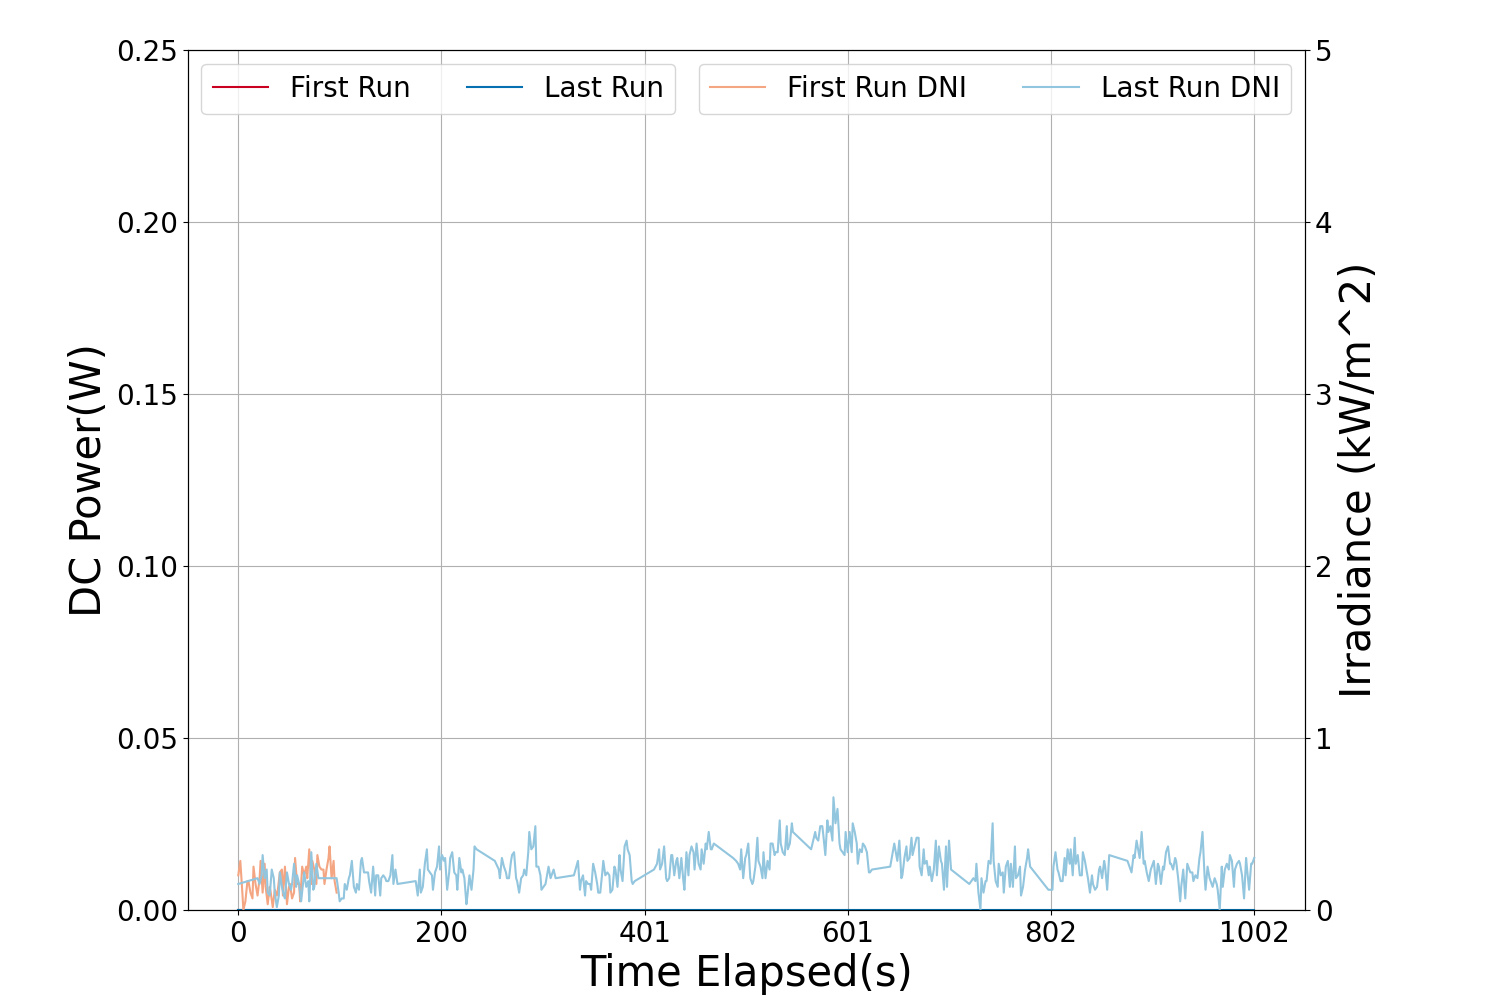 First Run Last Run First Run DNI Last Run DNI
0.25
0.20
0.15
0.10
0.05
0.00
DC Power(W)
5
4
3
2
1
0
Irradiance (kW/m^2)
0 200 401 601 802 1002
Time Elapsed(s)